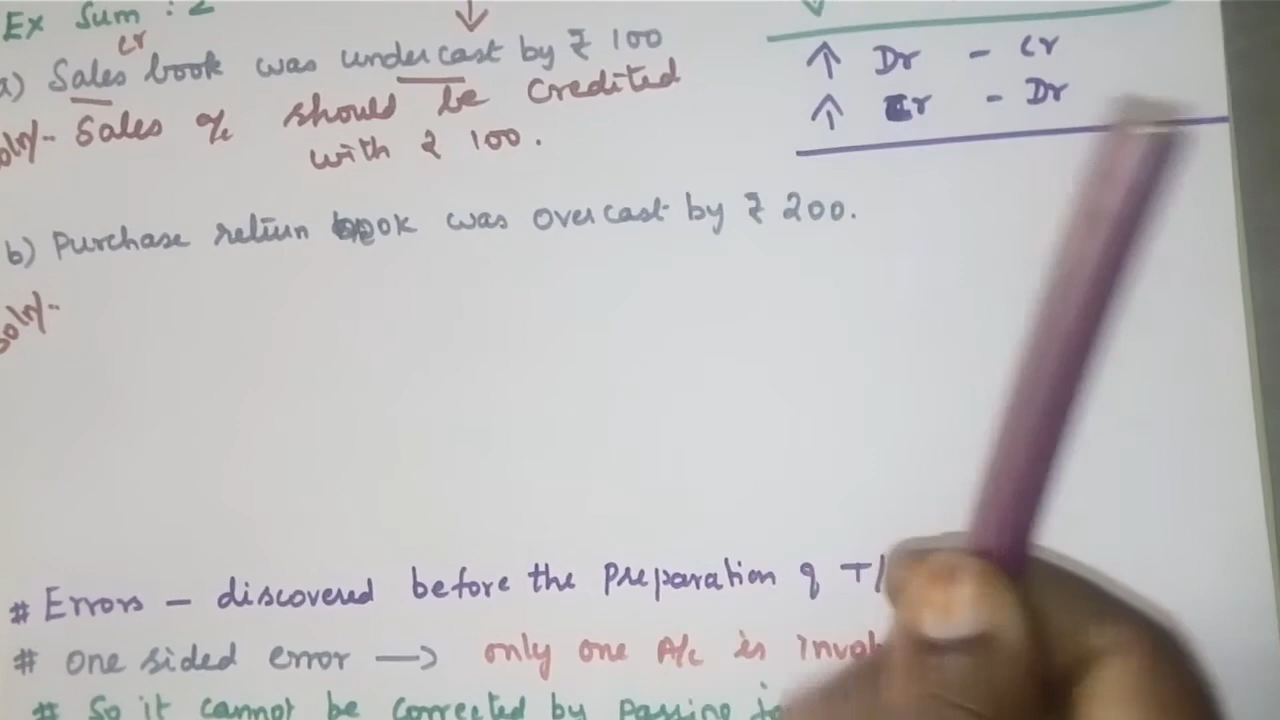 Ex Sum : 2
Cr
a) Sales book was undercast by ₹ 100
Soln/- Sales a/c should be credited
with ₹ 100.
↑ Dr - Cr
↑ Cr - Dr
b) Purchase return book was overcast by ₹ 200.
Soln/-
# Errors – discovered before the preparation of T/
# One sided error → only one A/c is invol
# So it cannot be corrected by passing jo